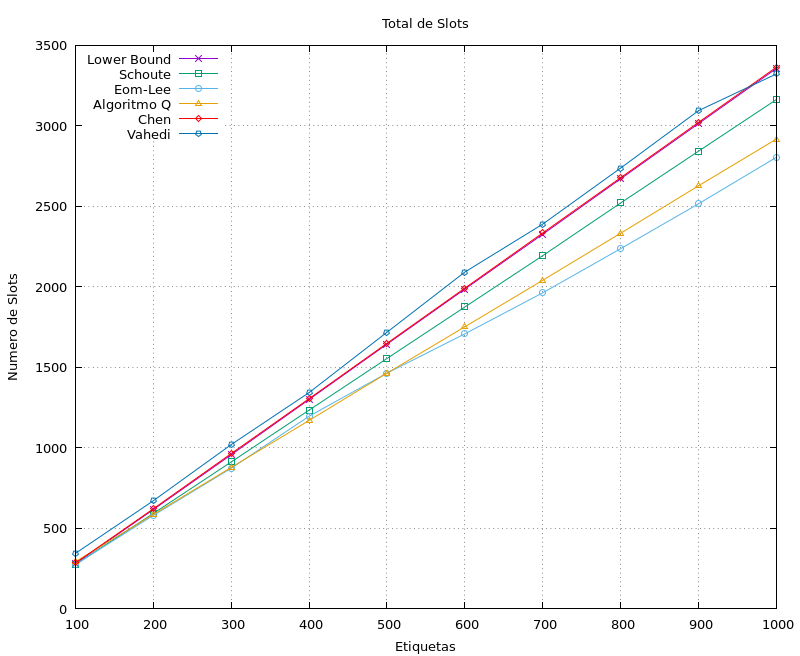 Total de Slots
3500
3000
2500
2000
1500
1000
500
0
Numero de Slots
Lower Bound
Schoute
Eom-Lee
Algoritmo Q
Chen
Vahedi
100 200 300 400 500 600 700 800 900 1000
Etiquetas